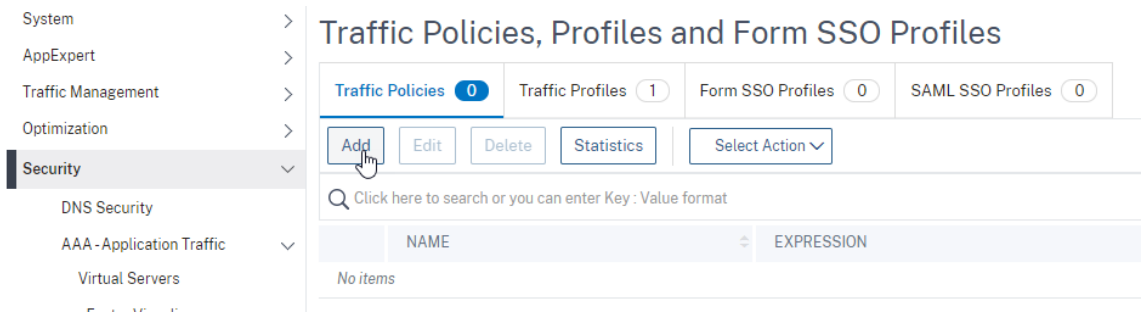 System
AppExpert
Traffic Management
Optimization
Security
DNS Security
AAA - Application Traffic
Virtual Servers
Traffic Policies, Profiles and Form SSO Profiles
Traffic Policies 0 Traffic Profiles 1 Form SSO Profiles 0 SAML SSO Profiles 0
Add Edit Delete Statistics Select Action
Click here to search or you can enter Key : Value format
NAME EXPRESSION
No items